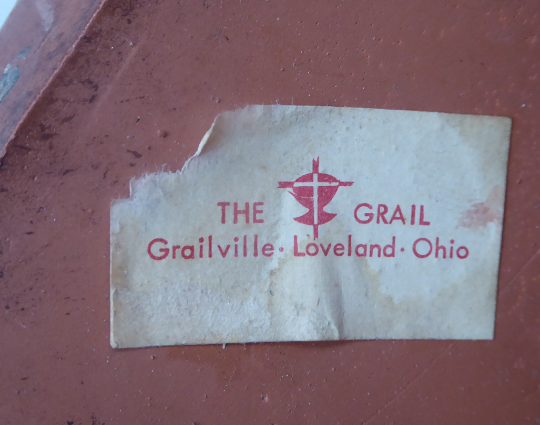 THE GRAIL
Grailville · Loveland · Ohio